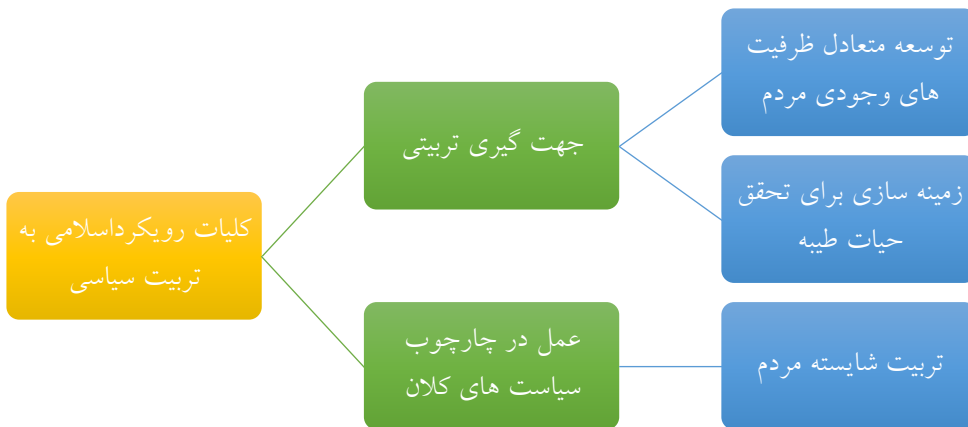 کلیات رویکرداسلامی به
تربیت سیاسی
جهت گیری تربیتی
توسعه متعادل ظرفیت
های وجودی مردم
زمینه سازی برای تحقق
حیات طیبه
عمل در چارچوب
سیاست های کلان
تربیت شایسته مردم